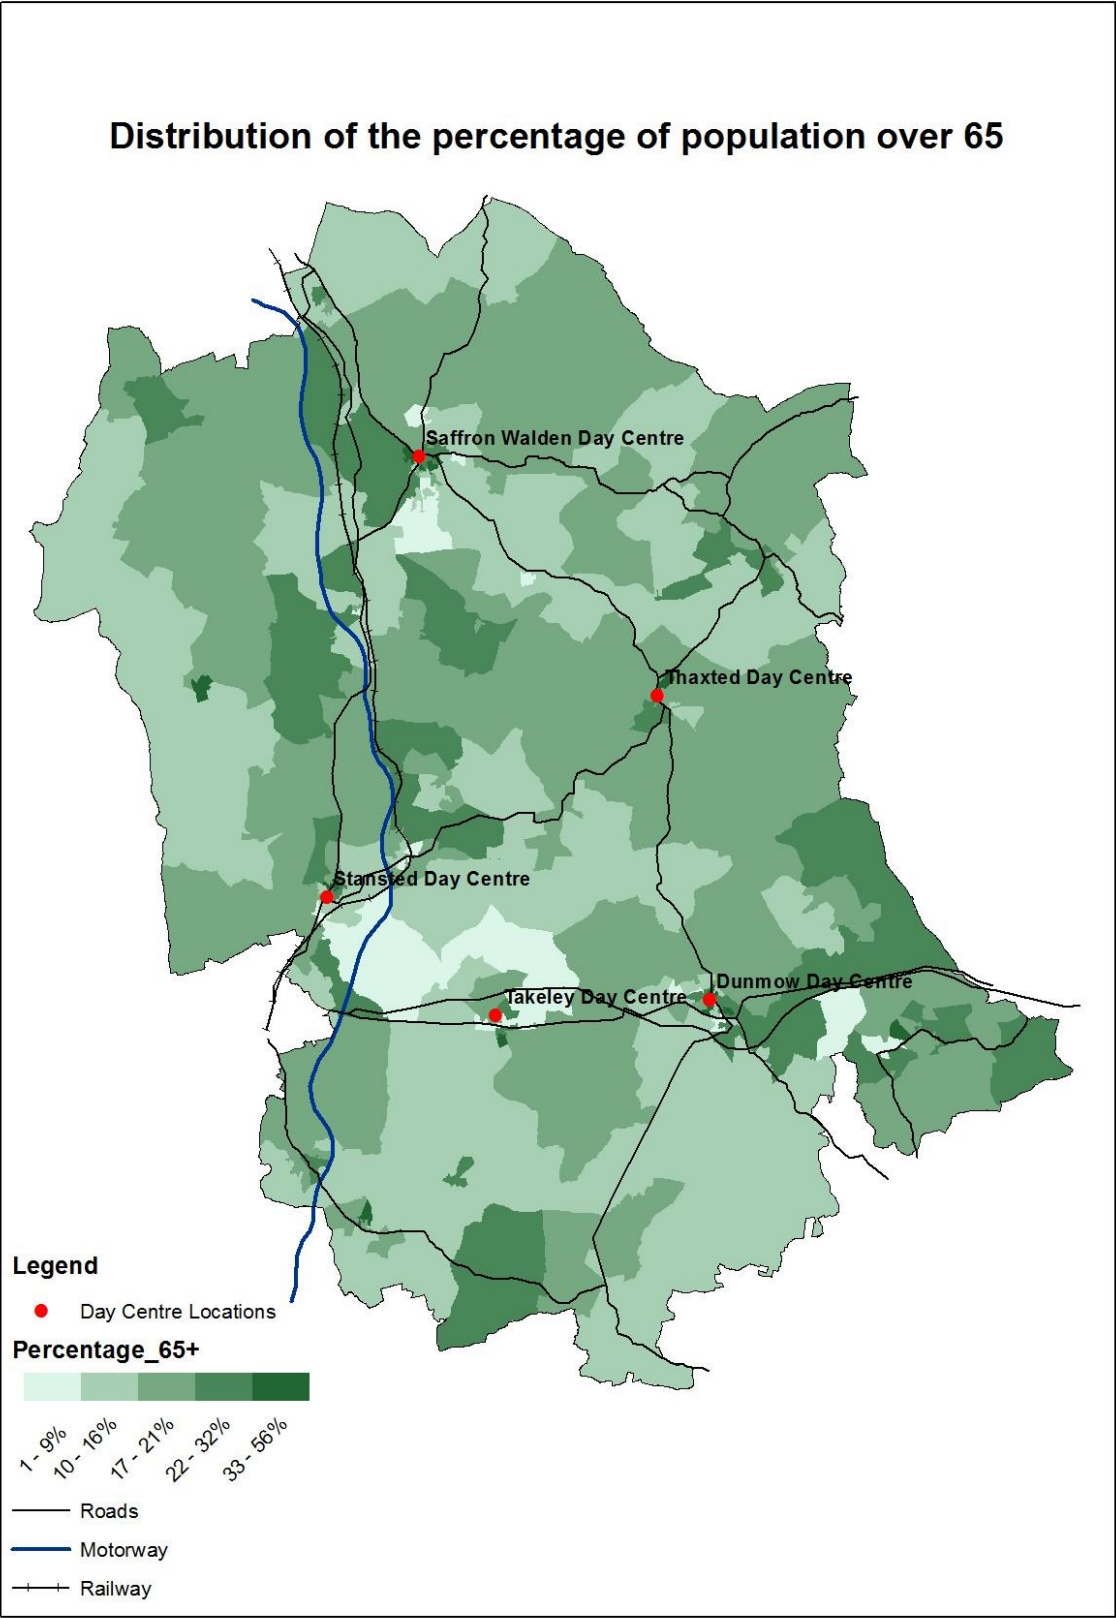 Distribution of the percentage of population over 65
Saffron Walden Day Centre
Thaxted Day Centre
Stansted Day Centre
Dunmow Day Centre
Takeley Day Centre
Legend
Day Centre Locations
Percentage_65+
1 - 9%
10 - 16%
17 - 21%
22 - 32%
33 - 56%
Roads
Motorway
Railway